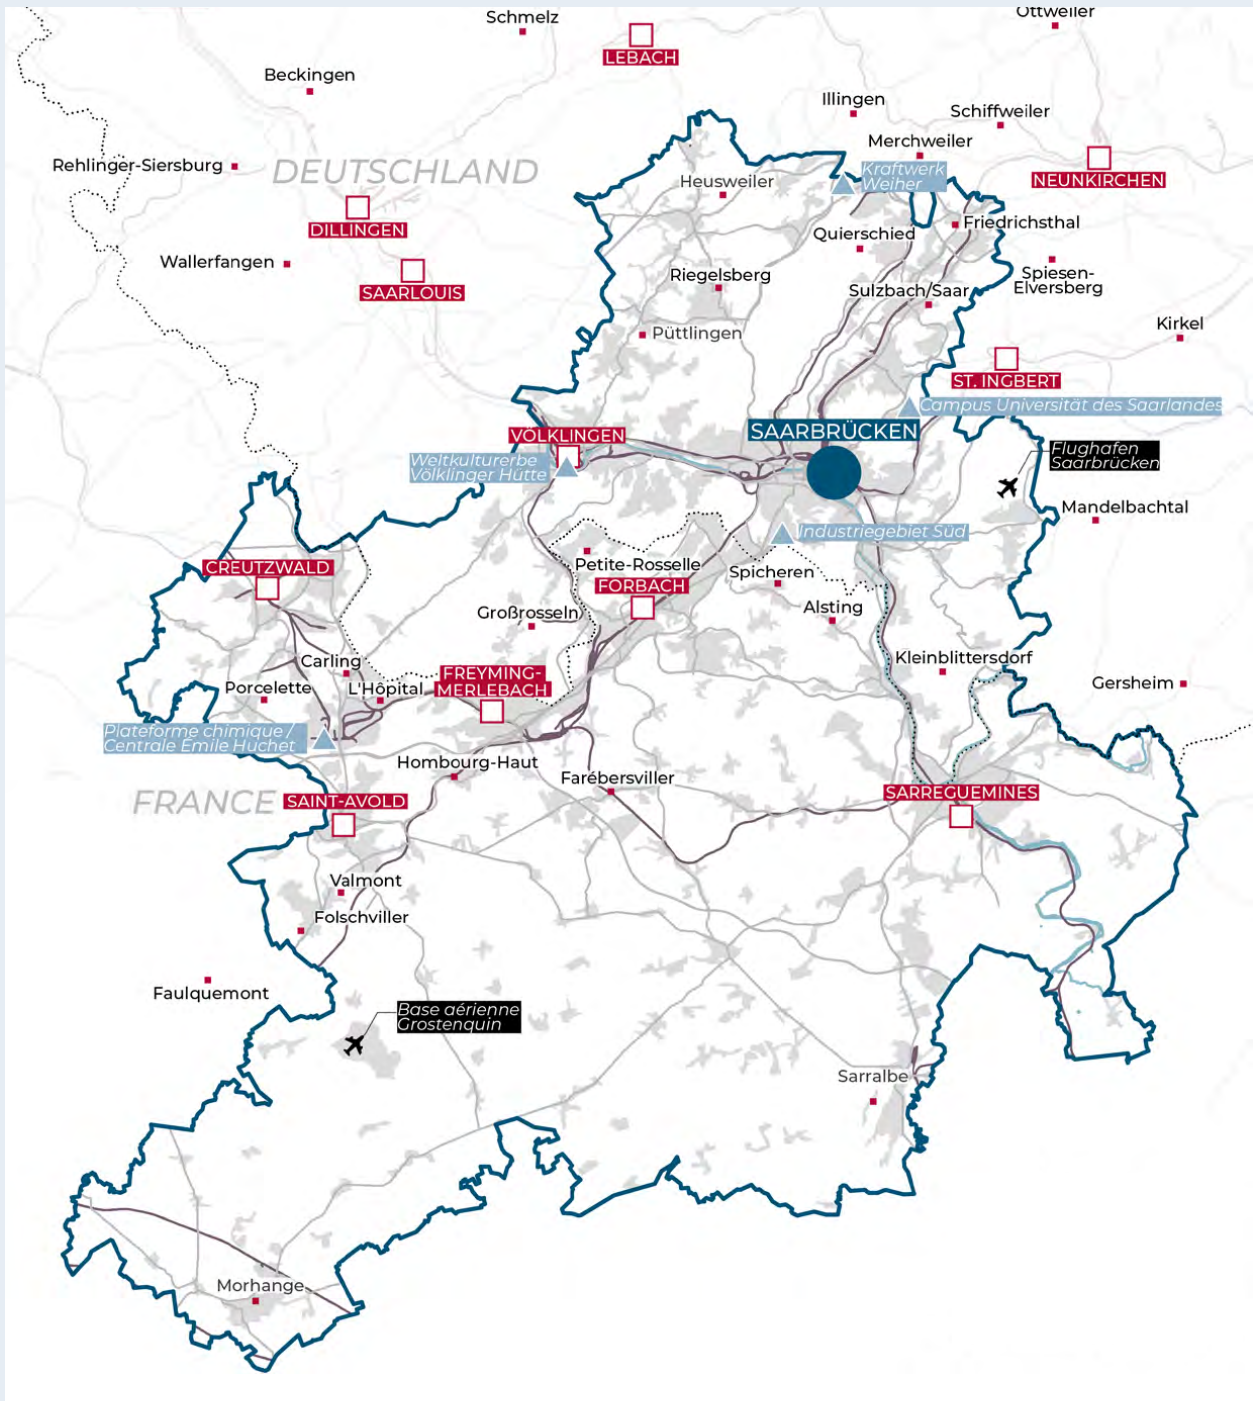 Schmelz
Ottweiler
LEBACH
Beckingen
Illingen
Schiffweiler
Merchweiler
Rehlinger-Siersburg
DEUTSCHLAND
Kraftwerk
Weiher
NEUNKIRCHEN
Heusweiler
DILLINGEN
Quierschied
Friedrichsthal
Wallerfangen
SAARLOUIS
Riegelsberg
Spiesen-
Elversberg
Sulzbach/Saar
Püttlingen
Kirkel
ST. INGBERT
Campus Universität des Saarlandes
VÖLKLINGEN
SAARBRÜCKEN
Weltkulturerbe
Völklinger Hütte
Flughafen
Saarbrücken
Mandelbachtal
Industriegebiet Süd
Petite-Rosselle
CREUTZWALD
FORBACH
Spicheren
Großrosseln
Alsting
Carling
FREYMING-
MERLEBACH
Kleinblittersdorf
Porcelette
L'Hôpital
Gersheim
Plateforme chimique /
Centrale Emile Huchet
Hombourg-Haut
Farébersviller
FRANCE
SAINT-AVOLD
SARREGUEMINES
Valmont
Folschviller
Faulquemont
Base aérienne
Grostenquin
Sarralbe
Morhange